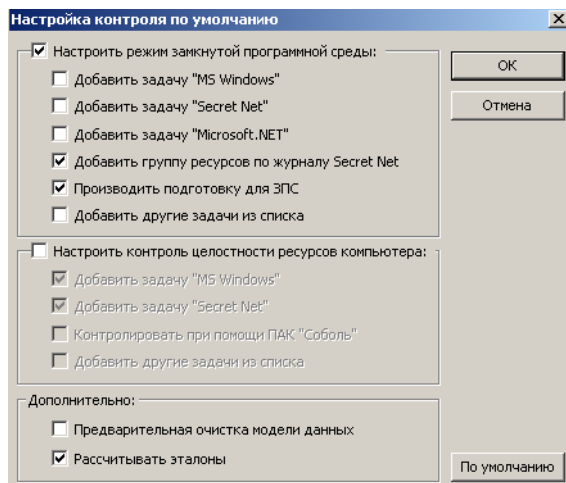 Настройка контроля по умолчанию
Настроить режим замкнутой программной среды:
Добавить задачу "MS Windows"
Добавить задачу "Secret Net"
Добавить задачу "Microsoft.NET"
Добавить группу ресурсов по журналу Secret Net
Производить подготовку для ЗПС
Добавить другие задачи из списка
Настроить контроль целостности ресурсов компьютера:
Добавить задачу "MS Windows"
Добавить задачу "Secret Net"
Контролировать при помощи ПАК "Соболь"
Добавить другие задачи из списка
Дополнительно:
Предварительная очистка модели данных
Рассчитывать эталоны
OK
Отмена
По умолчанию